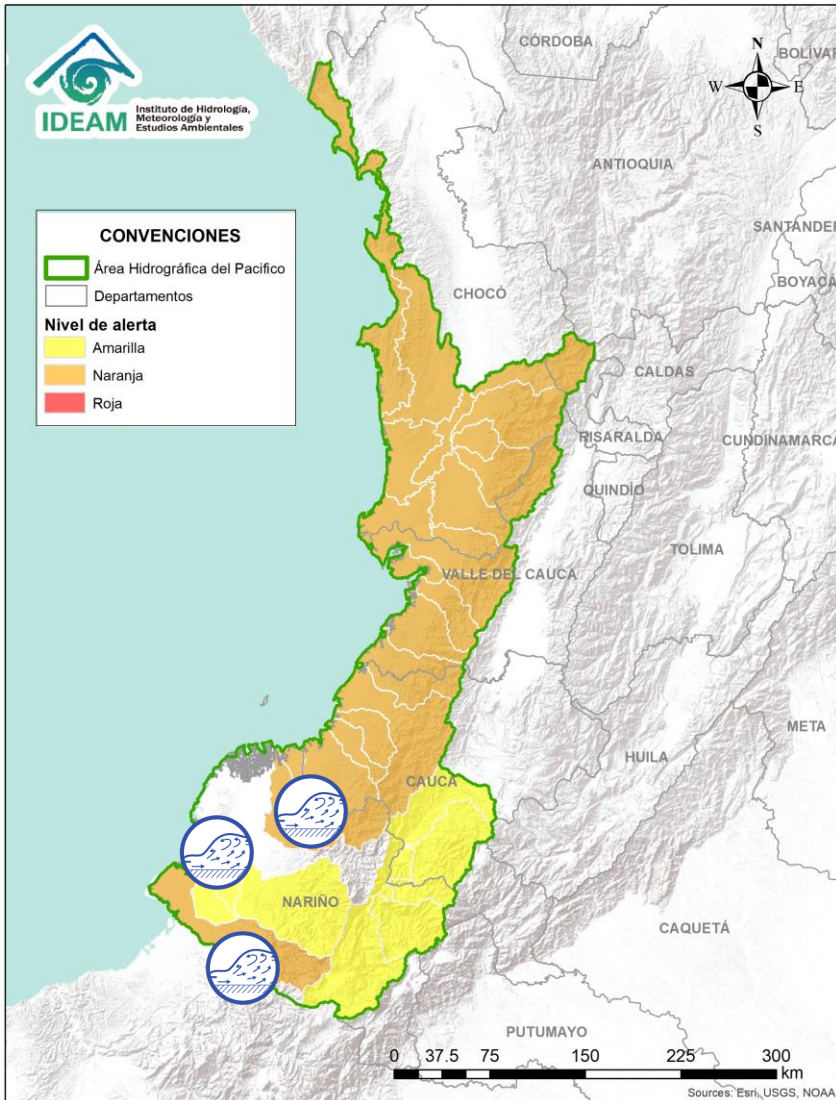 IDEAM
Instituto de Hidrología,
Meteorología y
Estudios Ambientales
CÓRDOBA
BOLÍVAR
N
W E
S
ANTIOQUIA
SANTANDER
BOYACÁ
CONVENCIONES
Área Hidrográfica del Pacifico
Departamentos
Nivel de alerta
Amarilla
Naranja
Roja
CHOCÓ
CALDAS
RISARALDA
CUNDINAMARCA
QUINDÍO
TOLIMA
VALLE DEL CAUCA
META
HUILA
CAUCA
NARIÑO
CAQUETÁ
PUTUMAYO
0 37.5 75 150 225 300
km
Sources: Esri, USGS, NOAA